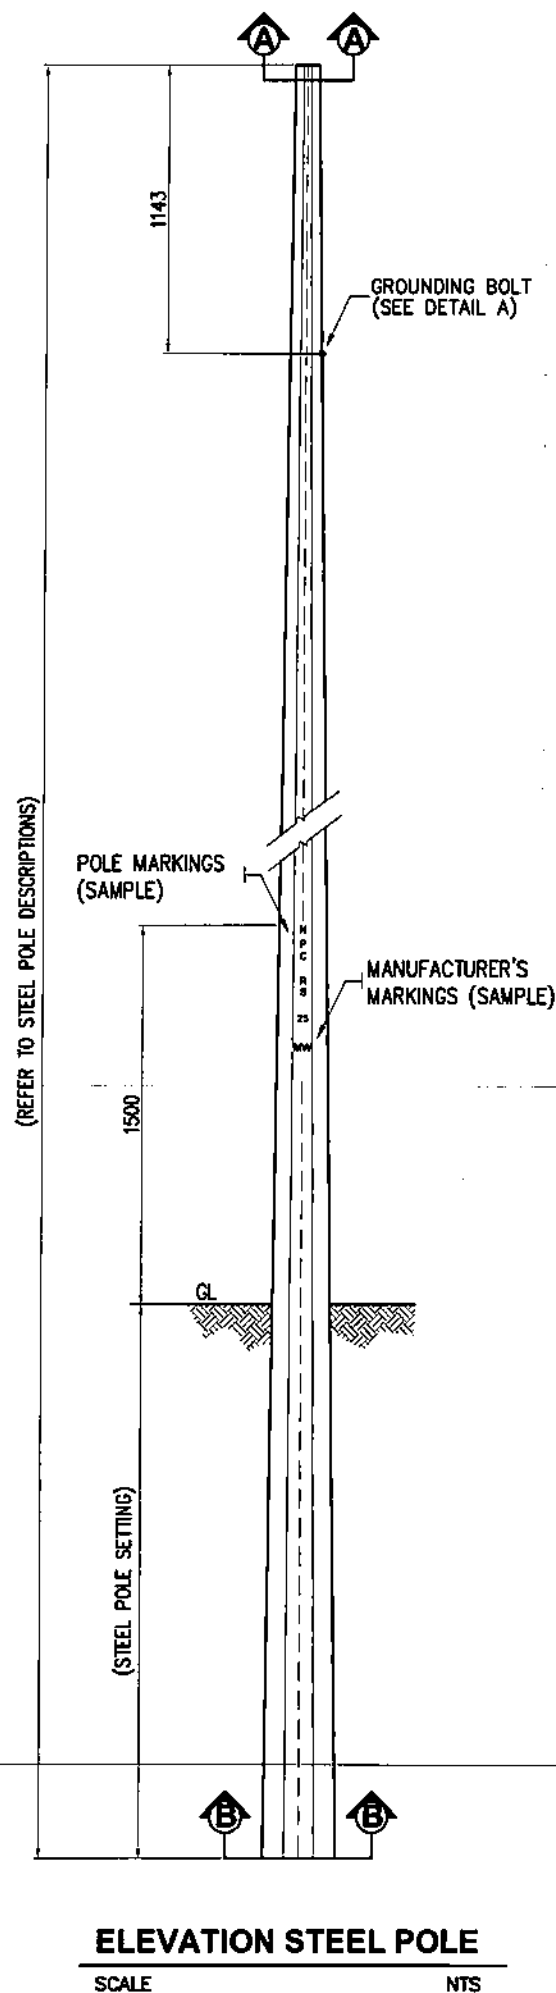 A A
1143
GROUNDING BOLT
(SEE DETAIL A)
(REFER TO STEEL POLE DESCRIPTIONS)
POLE MARKINGS
(SAMPLE)
N
P
C
RS
25
MW
MANUFACTURER'S
MARKINGS (SAMPLE)
1500
GL
(STEEL POLE SETTING)
B B
ELEVATION STEEL POLE
SCALE NTS